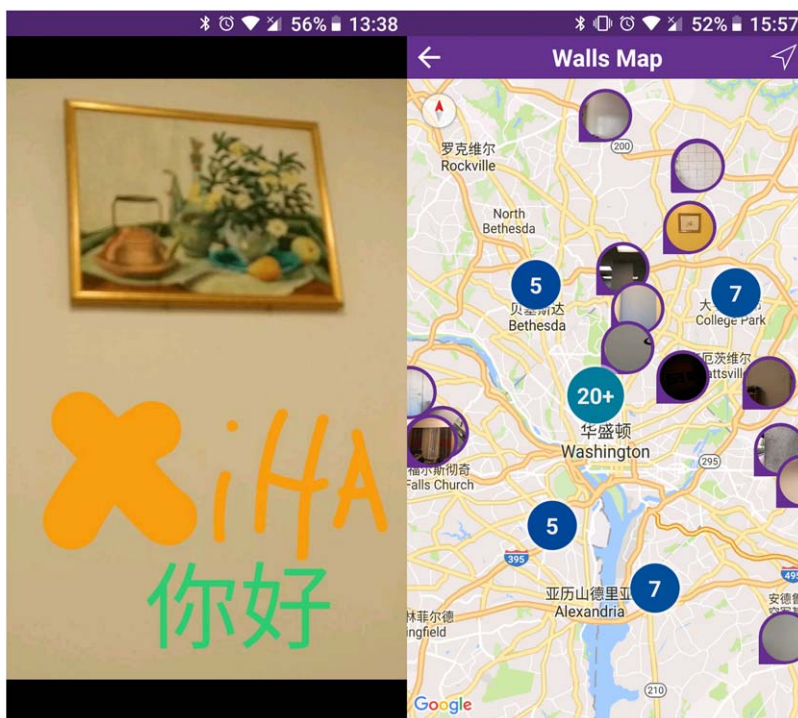 56% 13:38
XiHA
你好
52% 15:57
Walls Map
罗克维尔
Rockville
200
North
Bethesda
5
7
贝塞斯达
Bethesda
College Park
20+
华盛顿
Washington
295
Falls Church
5
395
7
495
亚历山德里亚
Alexandria
210
Google